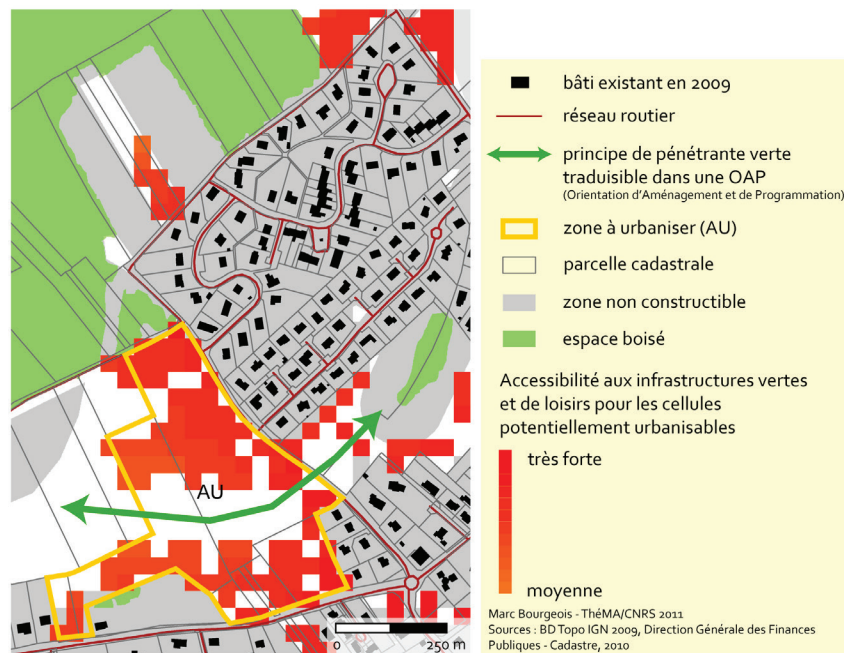 AU
0
250 m
bâti existant en 2009
réseau routier
principe de pénétrante verte
traduisible dans une OAP
(Orientation d'Aménagement et de Programmation)
zone à urbaniser (AU)
parcelle cadastrale
zone non constructible
espace boisé
Accessibilité aux infrastructures vertes
et de loisirs pour les cellules
potentiellement urbanisables
très forte
moyenne
Marc Bourgeois - ThéMA/CNRS 2011
Sources : BD Topo IGN 2009, Direction Générale des Finances
Publiques - Cadastre, 2010